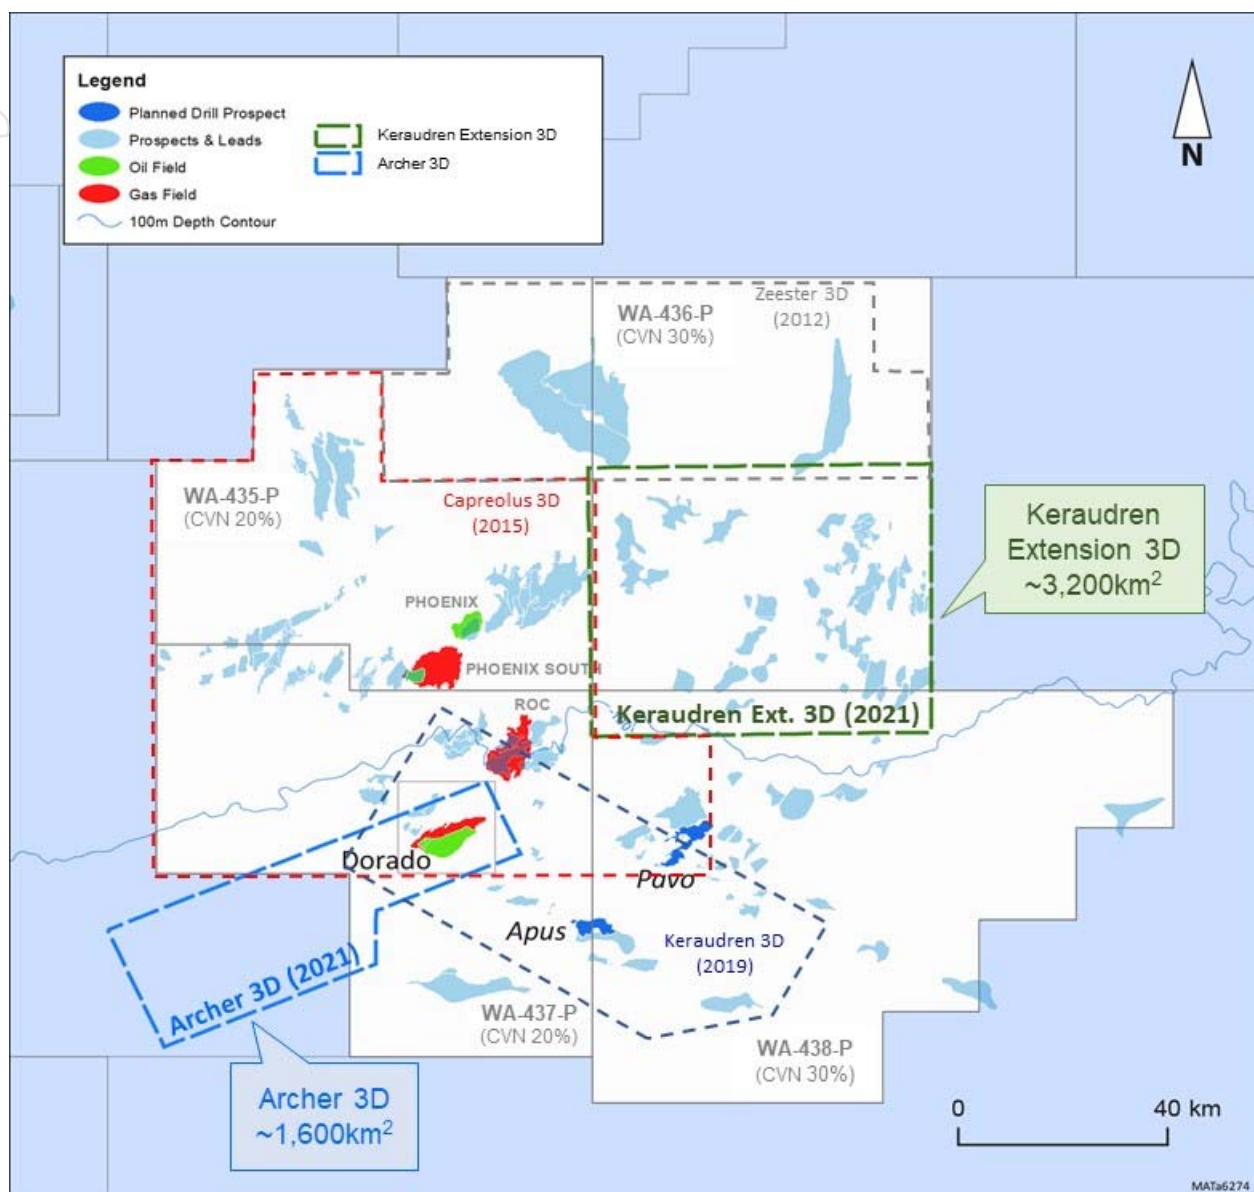 Legend
Planned Drill Prospect
Prospects & Leads
Oil Field
Gas Field
100m Depth Contour
Keraudren Extension 3D
Archer 3D
N
WA-436-P
(CVN 30%)
Zeester 3D
(2012)
WA-435-P
(CVN 20%)
Capreolus 3D
(2015)
Keraudren
Extension 3D
~3,200km²
PHOENIX
PHOENIX SOUTH
ROC
Keraudren Ext. 3D (2021)
Dorado
Pavo
Apus
Keraudren 3D
(2019)
Archer 3D (2021)
WA-437-P
(CVN 20%)
WA-438-P
(CVN 30%)
Archer 3D
~1,600km²
0 40 km
MATa6274